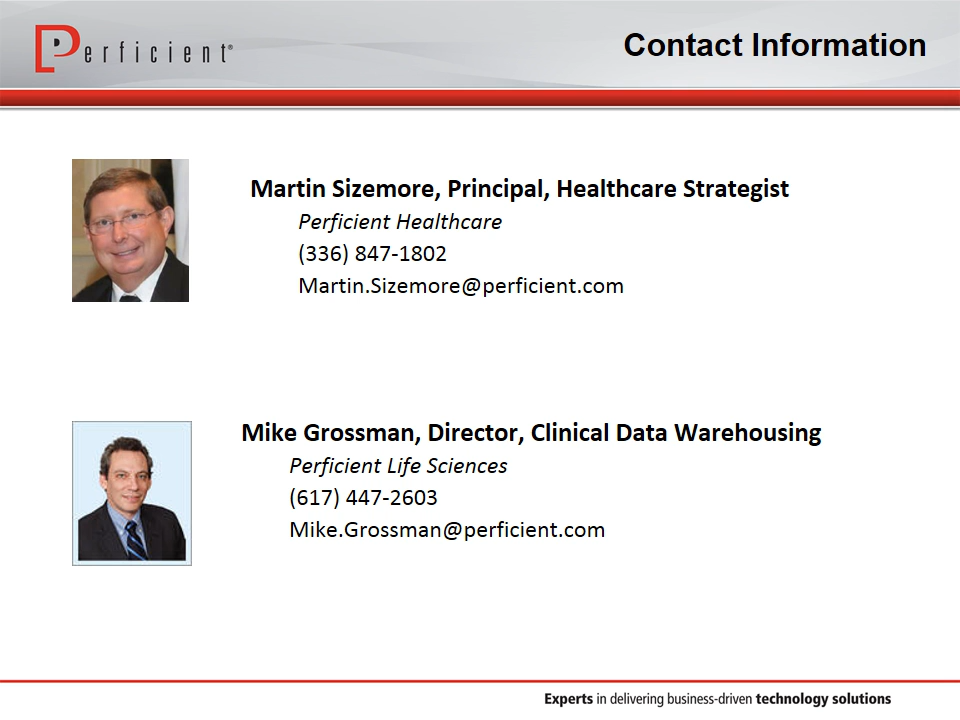 Perficient®
Contact Information
Martin Sizemore, Principal, Healthcare Strategist
Perficient Healthcare
(336) 847-1802
Martin.Sizemore@perficient.com
Mike Grossman, Director, Clinical Data Warehousing
Perficient Life Sciences
(617) 447-2603
Mike.Grossman@perficient.com
Experts in delivering business-driven technology solutions